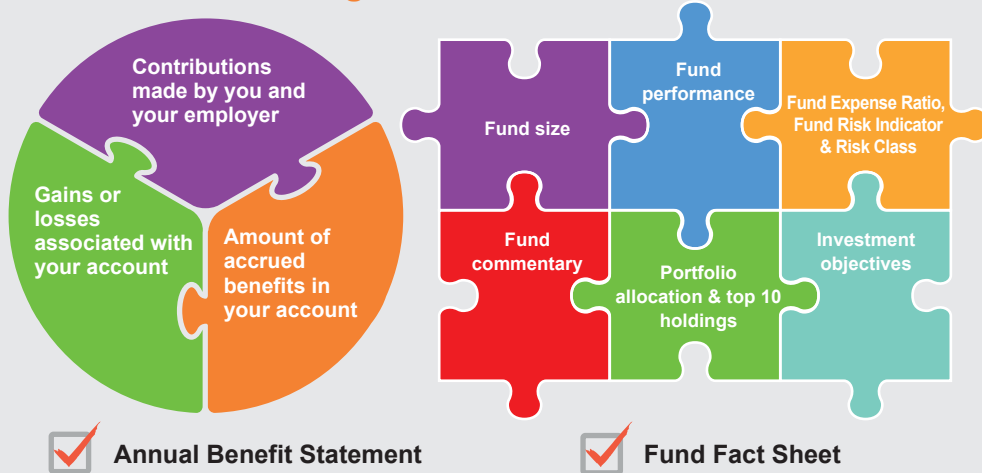 Contributions
made by you and
your employer
Gains or
losses
associated with
your account
Amount of
accrued
benefits in
your account
Fund size
Fund
performance
Fund Expense Ratio,
Fund Risk Indicator
& Risk Class
Fund
commentary
Portfolio
allocation & top 10
holdings
Investment
objectives
Annual Benefit Statement
Fund Fact Sheet